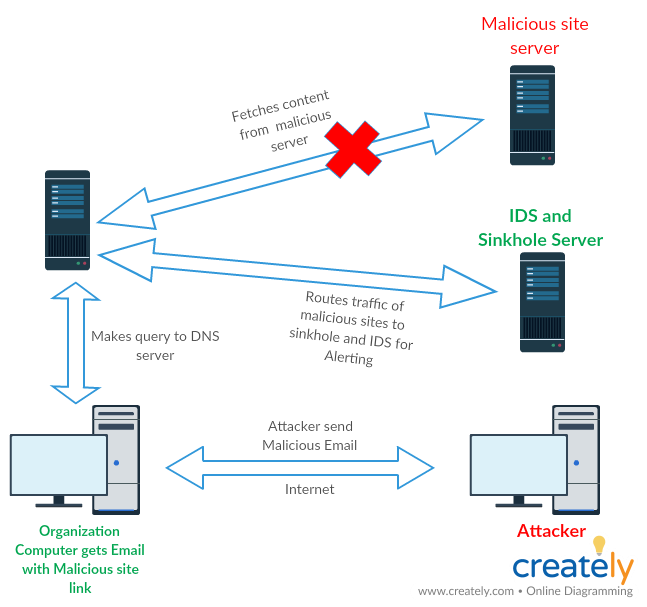 Malicious site
server
Fetches content
from malicious
server
IDS and
Sinkhole Server
Routes traffic of
malicious sites to
sinkhole and IDS for
Alerting
Makes query to DNS
server
Attacker send
Malicious Email
Internet
Organization
Computer gets Email
with Malicious site
link
Attacker
creately
www.creately.com • Online Diagramming